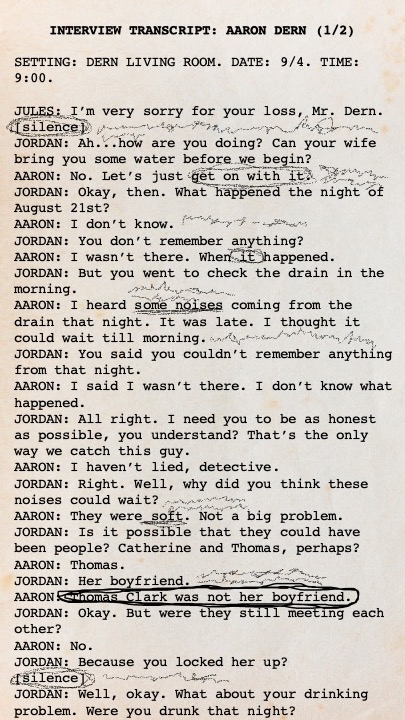 INTERVIEW TRANSCRIPT: AARON DERN (1/2)
SETTING: DERN LIVING ROOM. DATE: 9/4. TIME:
9:00.
JULES: I’m very sorry for your loss, Mr. Dern.
[silence]
JORDAN: Ah...how are you doing? Can your wife
bring you some water before we begin?
AARON: No. Let’s just get on with it.
JORDAN: Okay, then. What happened the night of
August 21st?
AARON: I don’t know.
JORDAN: You don’t remember anything?
AARON: I wasn’t there. When it happened.
JORDAN: But you went to check the drain in the
morning.
AARON: I heard some noises coming from the
drain that night. It was late. I thought it
could wait till morning.
JORDAN: You said you couldn’t remember anything
from that night.
AARON: I said I wasn’t there. I don’t know what
happened.
JORDAN: All right. I need you to be as honest
as possible, you understand? That’s the only
way we catch this guy.
AARON: I haven’t lied, detective.
JORDAN: Right. Well, why did you think these
noises could wait?
AARON: They were soft. Not a big problem.
JORDAN: Is it possible that they could have
been people? Catherine and Thomas, perhaps?
AARON: Thomas.
JORDAN: Her boyfriend.
AARON: Thomas Clark was not her boyfriend.
JORDAN: Okay. But were they still meeting each
other?
AARON: No.
JORDAN: Because you locked her up?
[silence]
JORDAN: Well, okay. What about your drinking
problem. Were you drunk that night?